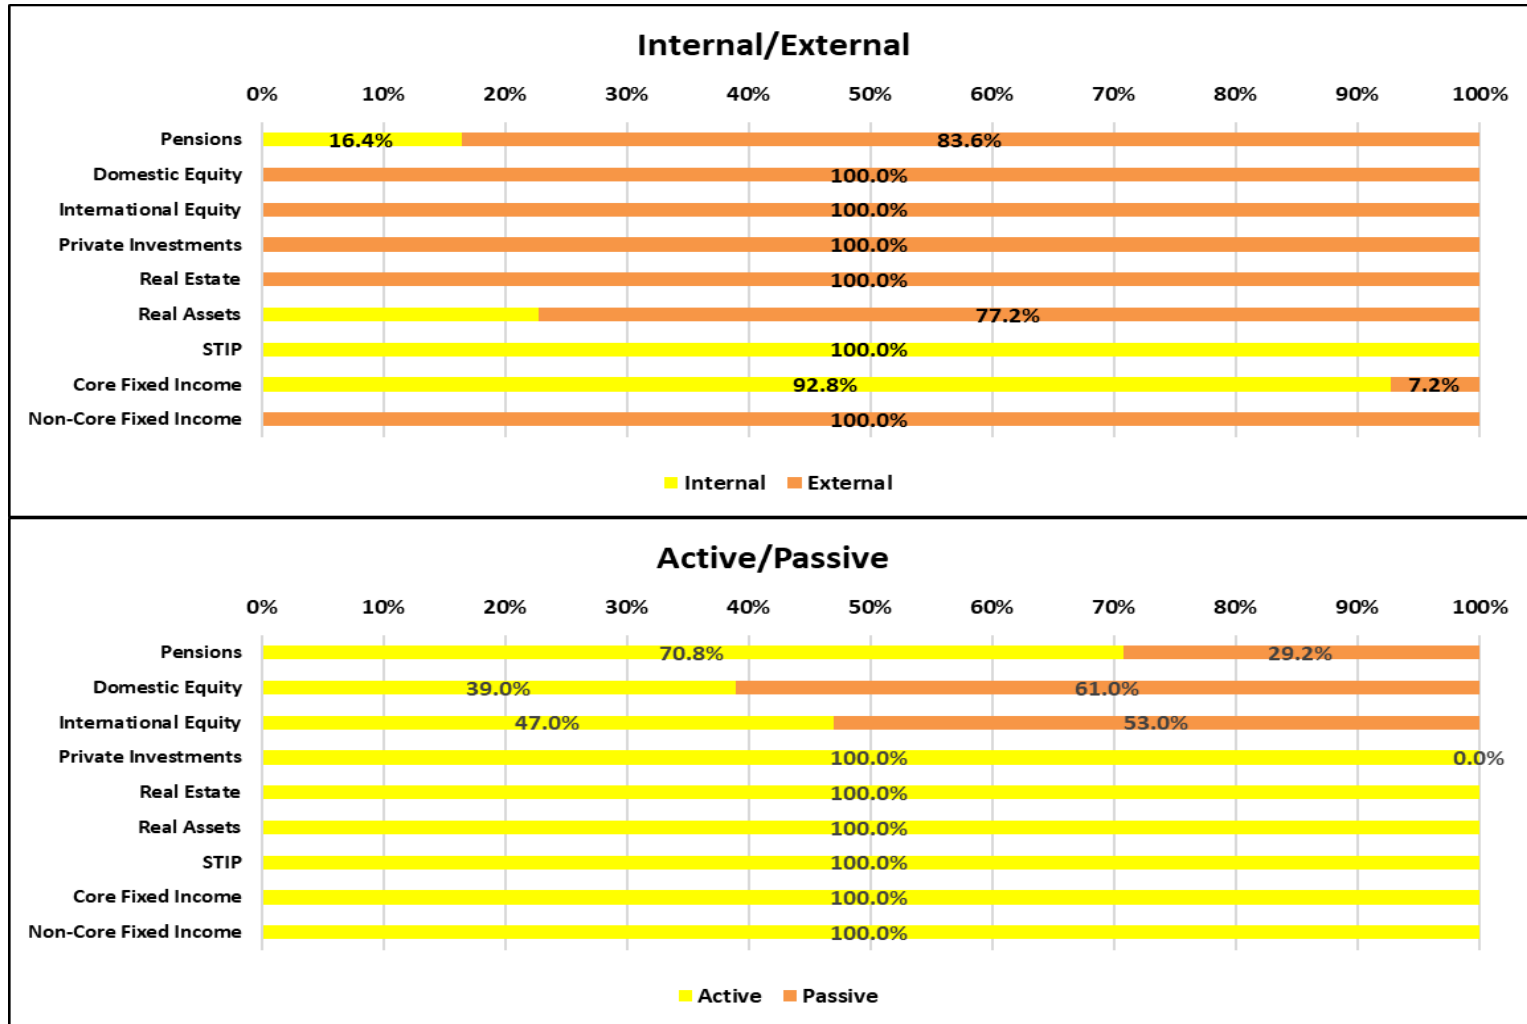 Internal/External
0% 10% 20% 30% 40% 50% 60% 70% 80% 90% 100%
Pensions 16.4% 83.6%
Domestic Equity 100.0%
International Equity 100.0%
Private Investments 100.0%
Real Estate 100.0%
Real Assets 77.2%
STIP 100.0%
Core Fixed Income 92.8% 7.2%
Non-Core Fixed Income 100.0%
Internal External
Active/Passive
0% 10% 20% 30% 40% 50% 60% 70% 80% 90% 100%
Pensions 70.8% 29.2%
Domestic Equity 39.0% 61.0%
International Equity 47.0% 53.0%
Private Investments 100.0% 0.0%
Real Estate 100.0%
Real Assets 100.0%
STIP 100.0%
Core Fixed Income 100.0%
Non-Core Fixed Income 100.0%
Active Passive